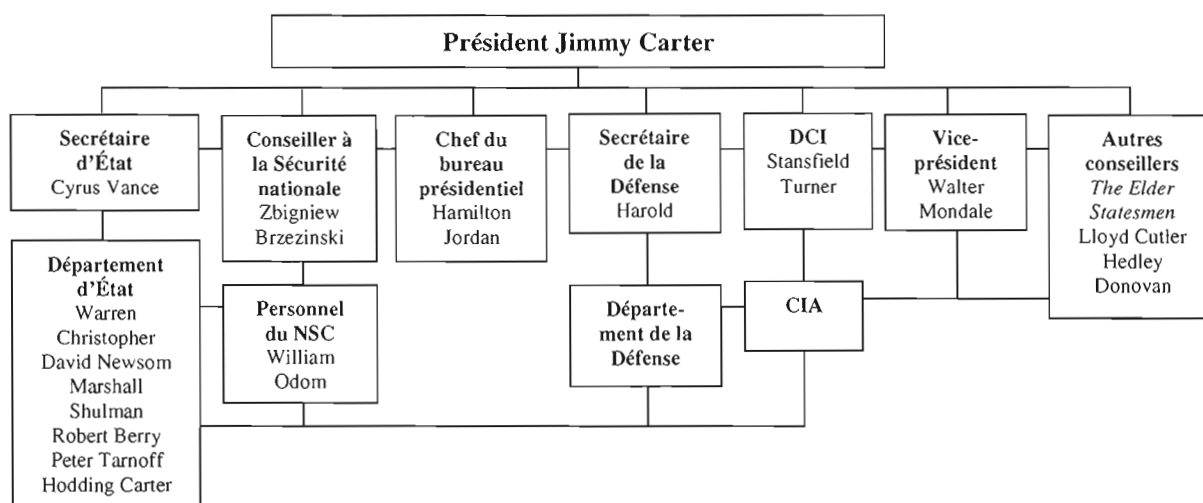 Président Jimmy Carter
Secrétaire
d'État
Cyrus Vance
Conseiller à
la Sécurité
nationale
Zbigniew
Brzezinski
Chef du
bureau
présidentiel
Hamilton
Jordan
Secrétaire
de la
Défense
Harold
DCI
Stansfield
Turner
Vice-
président
Walter
Mondale
Autres
conseillers
The Elder
Statesmen
Lloyd Cutler
Hedley
Donovan
Département
d'État
Warren
Christopher
David Newsom
Marshall
Shulman
Robert Berry
Peter Tarnoff
Hodding Carter
Personnel
du NSC
William
Odom
Départe-
ment de la
Défense
CIA